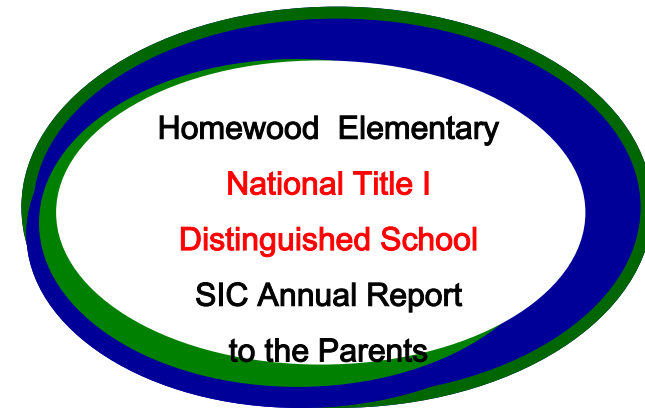 Homewood  Elementary
National Title I
Distinguished School
SIC Annual Report
to the Parents